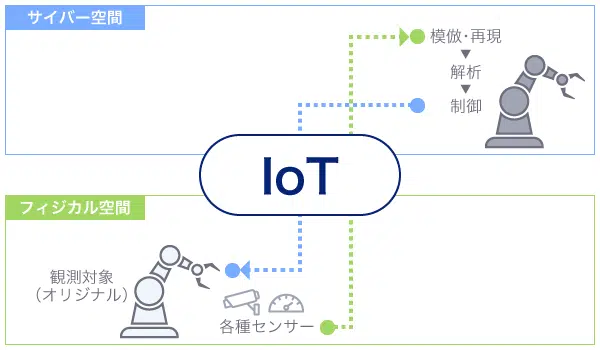 サイバー空間
模倣・再現
解析
制御
IoT
フィジカル空間
観測対象
（オリジナル）
各種センサー